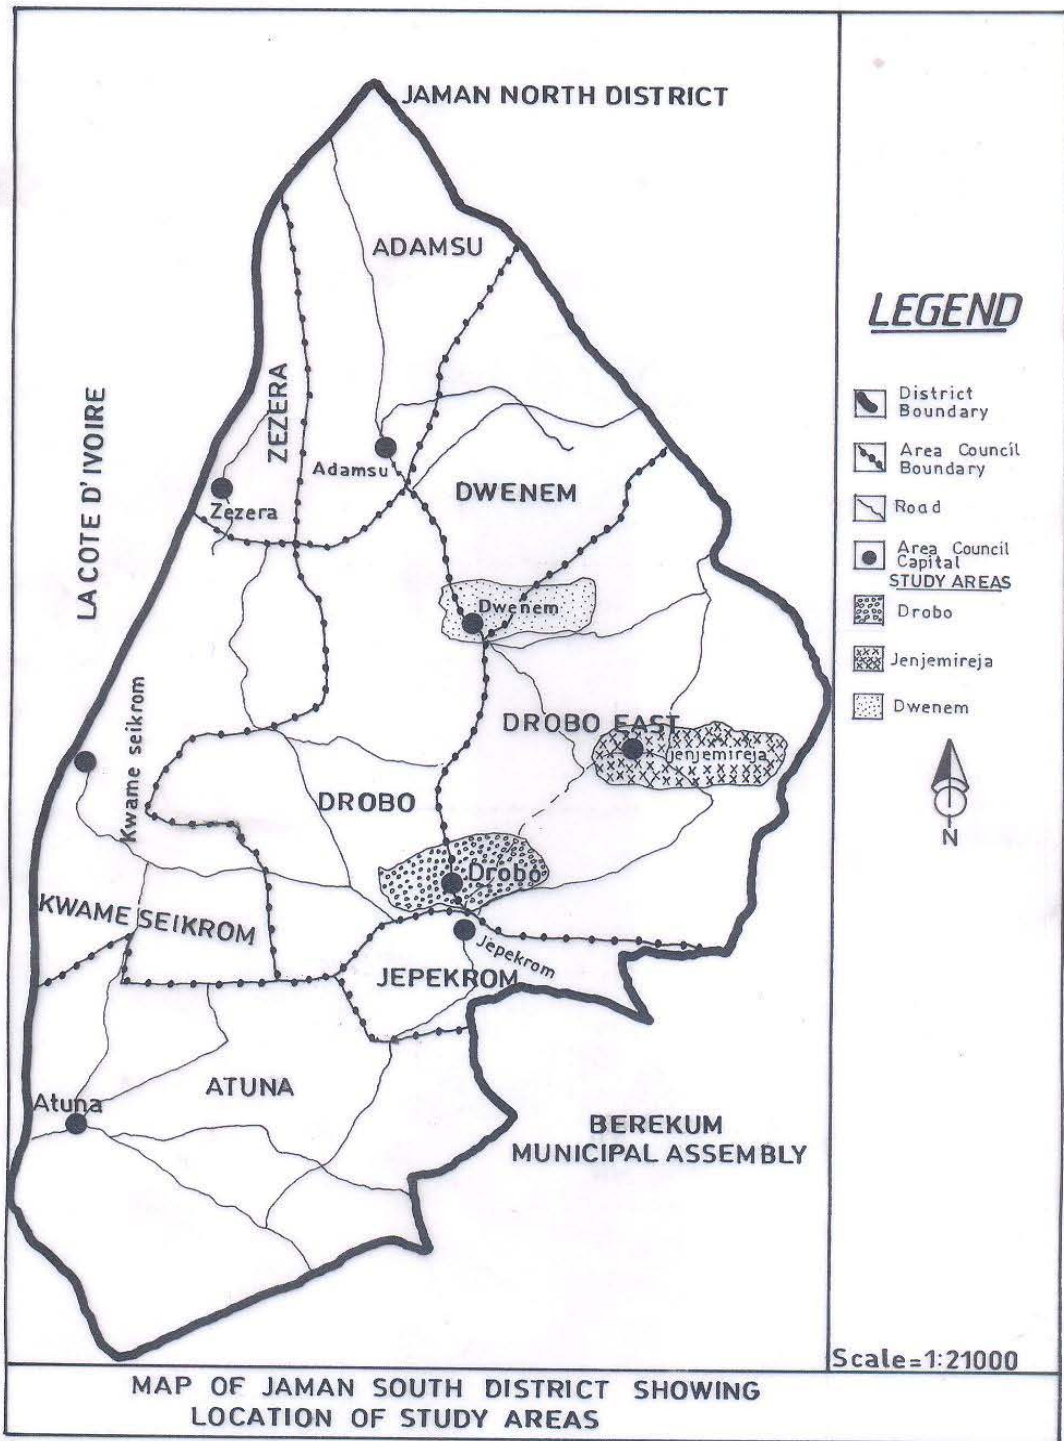 JAMAN NORTH DISTRICT
ADAMSU
ZEZERA
LA COTE D'IVOIRE
Adamsu
Zezera
DWENEM
Dwenem
Kwame seikrom
DROBO EAST
jenjemireja
DROBO
Drobo
KWAME SEIKROM
Jepekrom
JEPEKROM
ATUNA
Atuna
BEREKUM
MUNICIPAL ASSEMBLY
LEGEND
District
Boundary
Area Council
Boundary
Road
Area Council
Capital
STUDY AREAS
Drobo
Jenjemireja
Dwenem
N
Scale=1:21000
MAP OF JAMAN SOUTH DISTRICT SHOWING
LOCATION OF STUDY AREAS